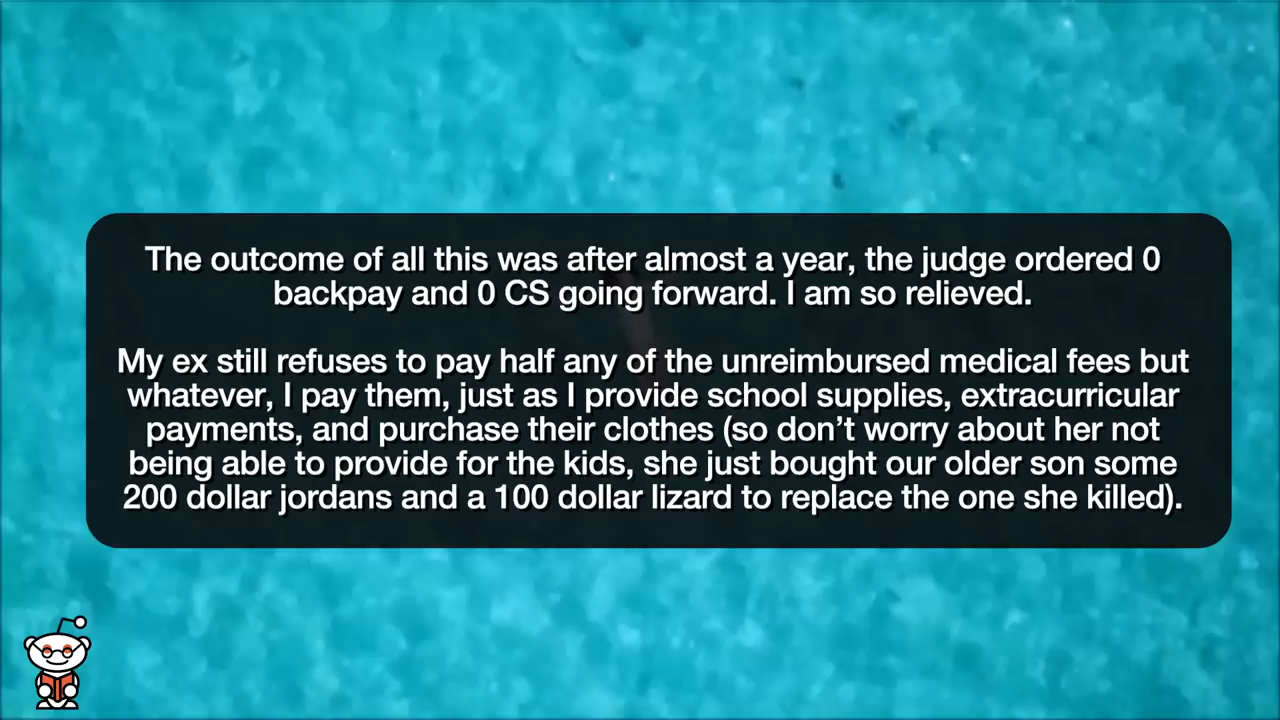 The outcome of all this was after almost a year, the judge ordered 0
backpay and 0 CS going forward. I am so relieved.
My ex still refuses to pay half any of the unreimbursed medical fees but
whatever, I pay them, just as I provide school supplies, extracurricular
payments, and purchase their clothes (so don’t worry about her not
being able to provide for the kids, she just bought our older son some
200 dollar jordans and a 100 dollar lizard to replace the one she killed).